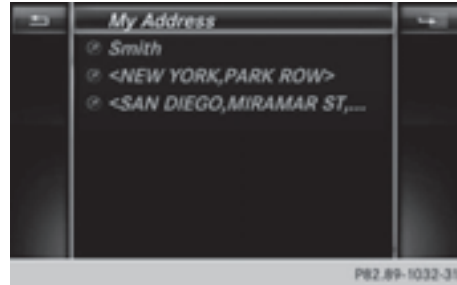 My Address
Smith
<NEW YORK,PARK ROW>
<SAN DIEGO,MIRAMAR ST,...
P82.89-1032-31